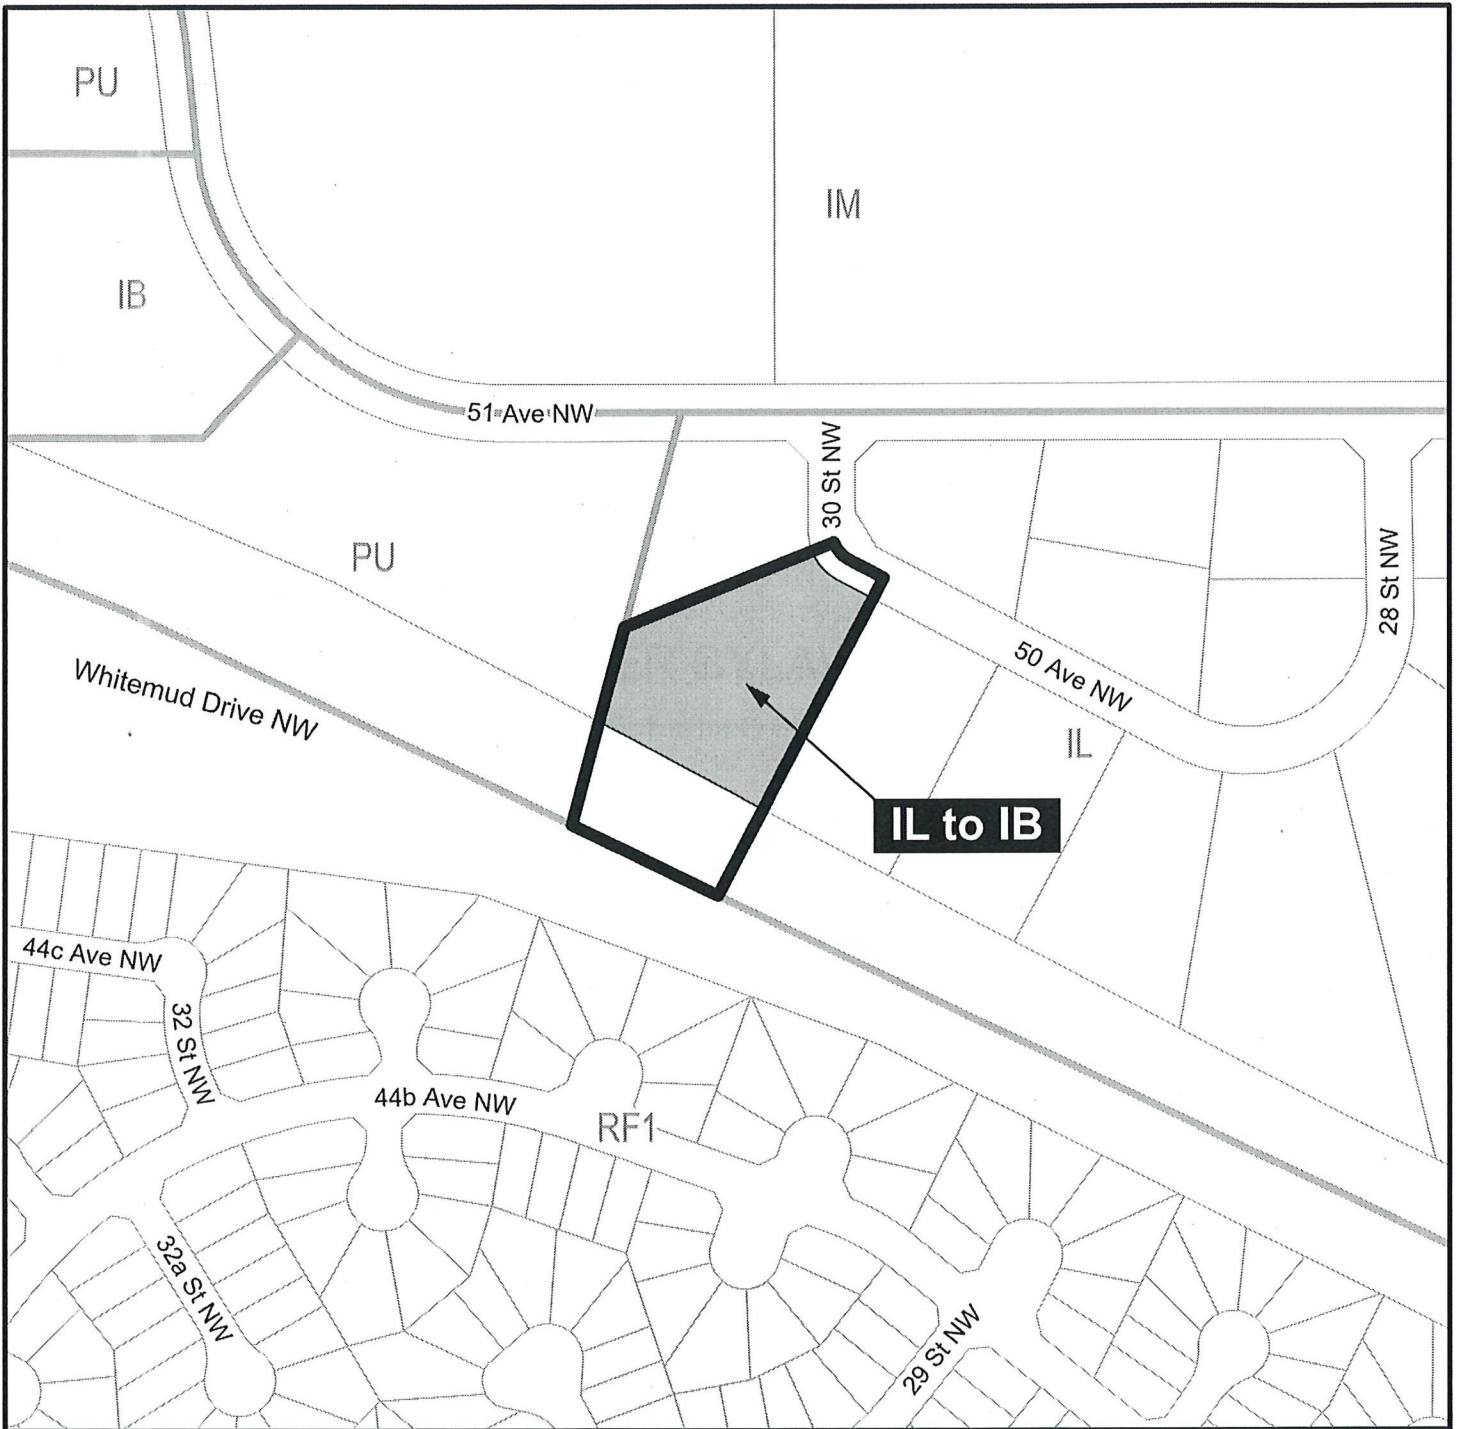 PU
IM
IB
51 Ave NW
30 St NW
PU
28 St NW
50 Ave NW
Whitemud Drive NW
IL
IL to IB
44c Ave NW
32 St NW
44b Ave NW
RF1
32a St NW
29 St NW